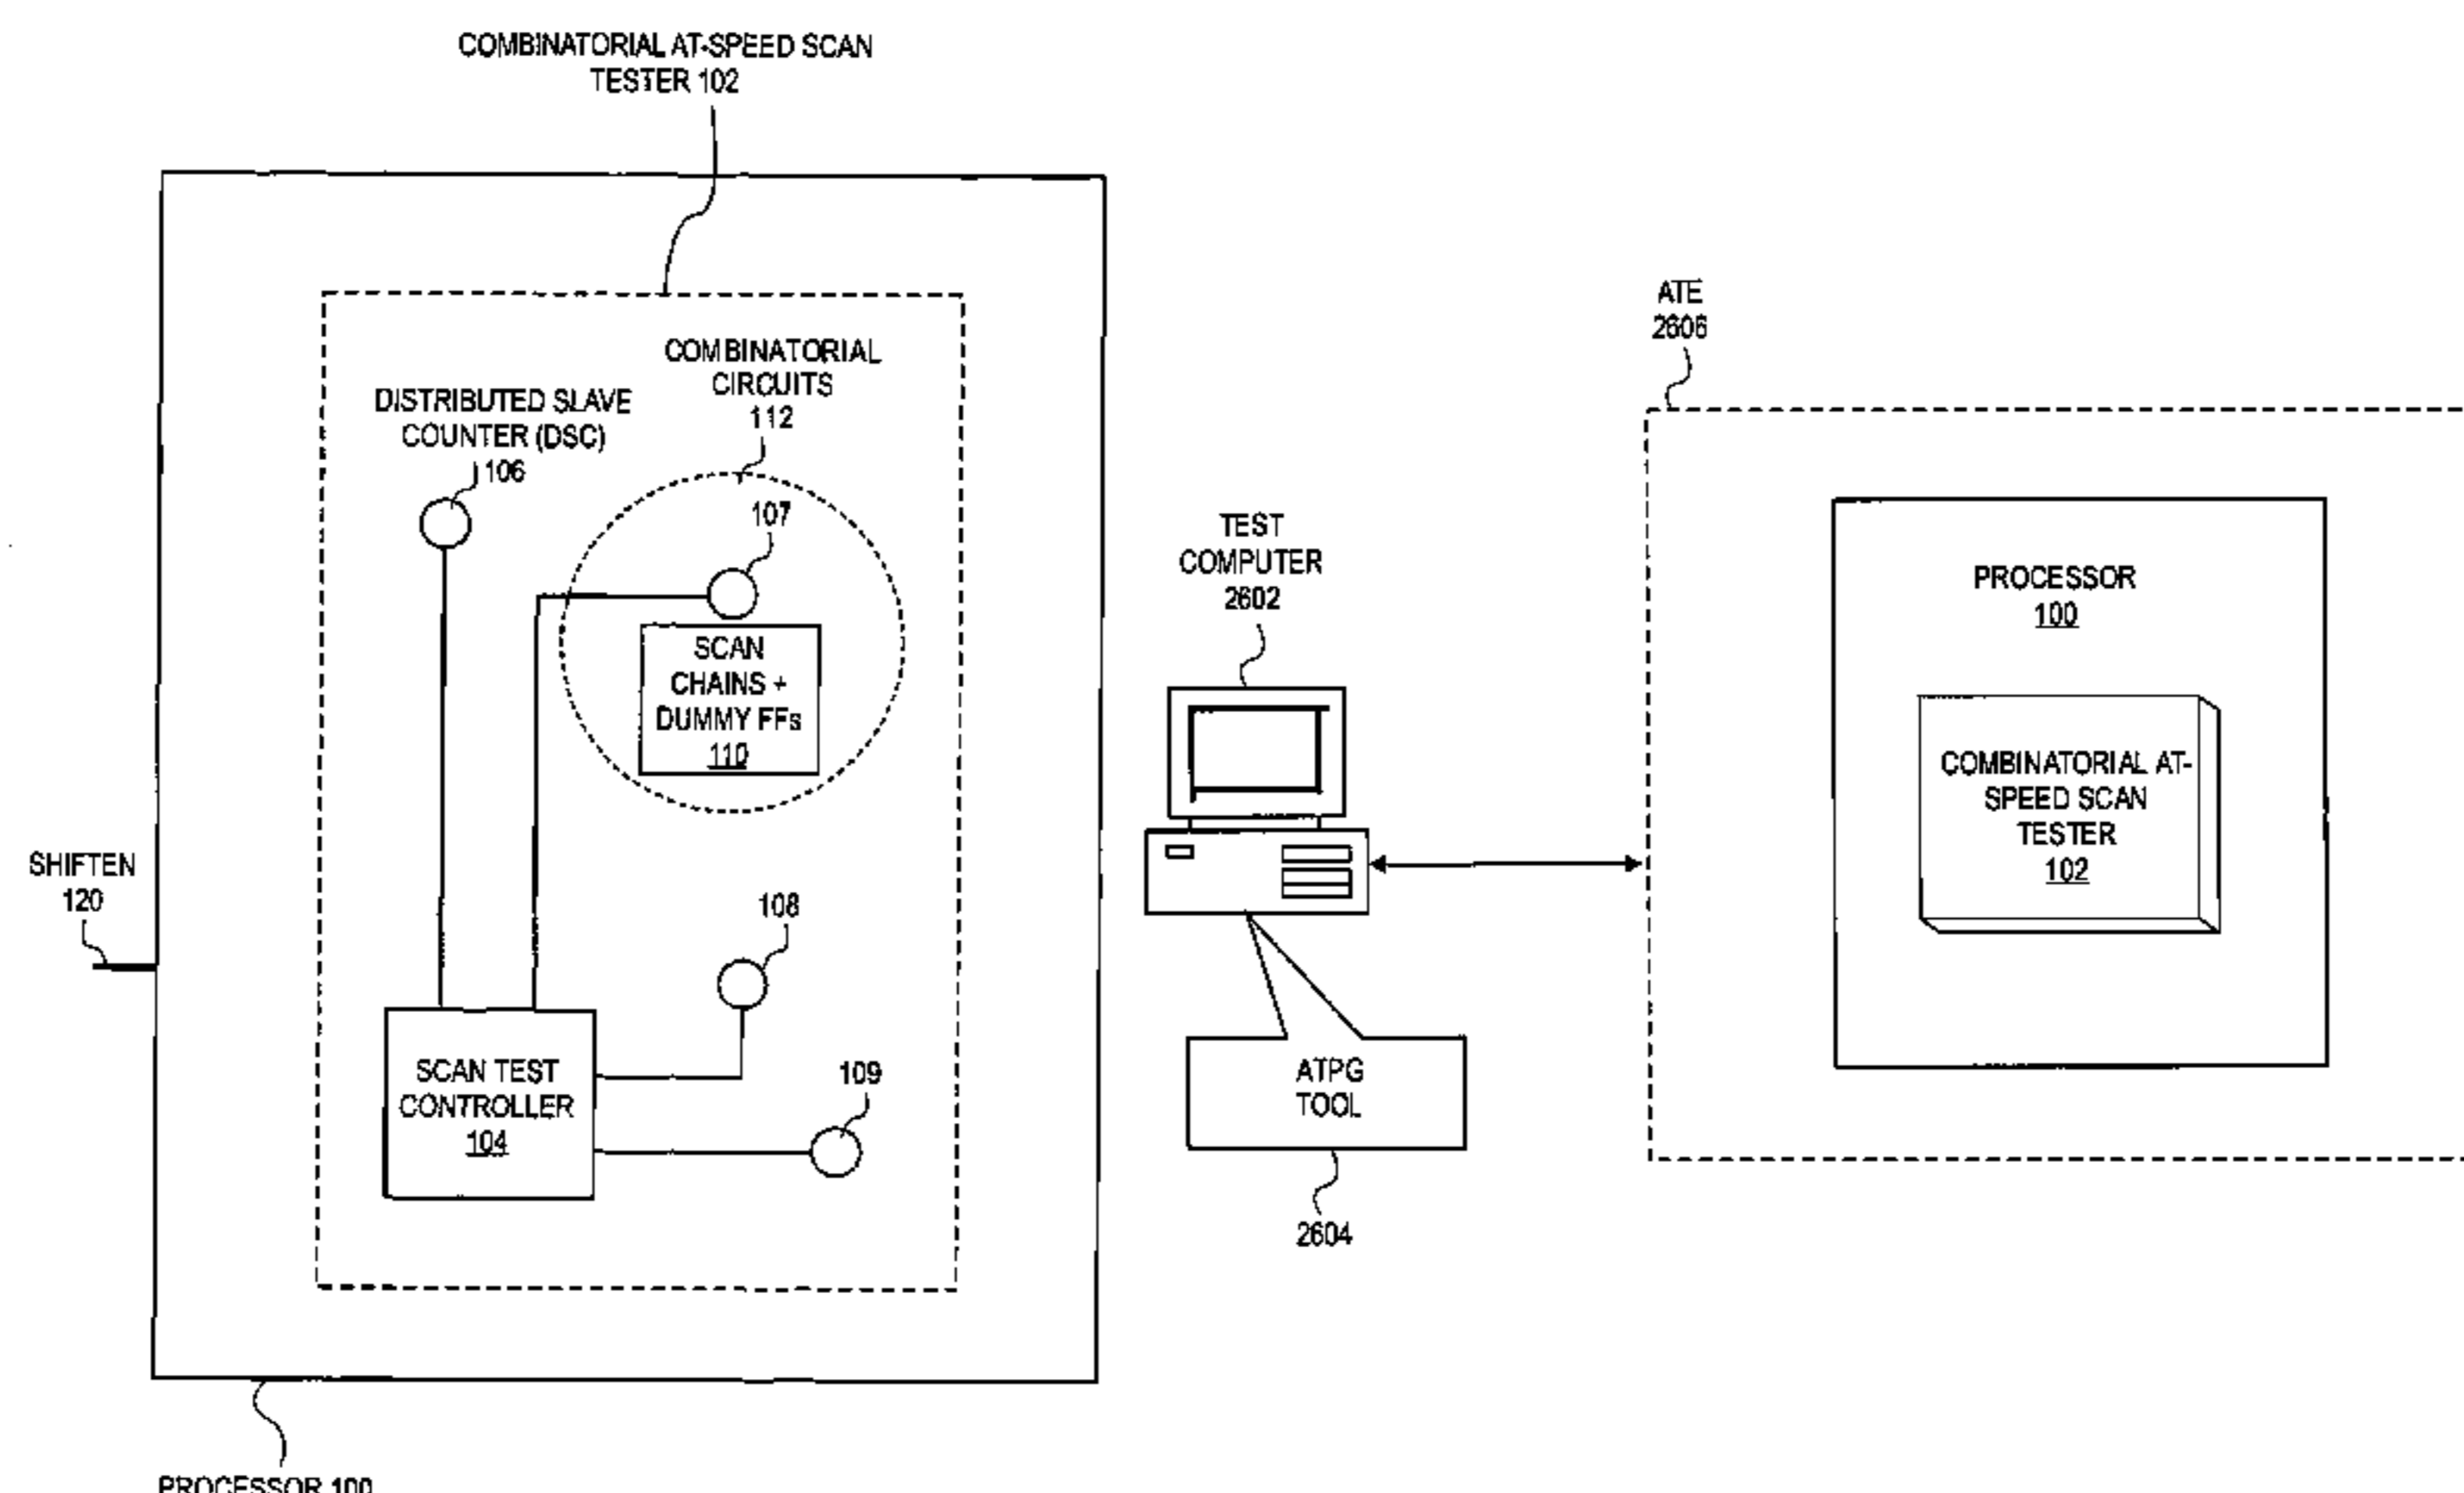 COMBINATORIAL AT-SPEED SCAN
TESTER 102
COMBINATORIAL
CIRCUITS
112
DISTRIBUTED SLAVE
COUNTER (DSC)
106
107
SCAN
CHAINS +
DUMMY FFs
110
SHIFTEN
120
108
109
SCAN TEST
CONTROLLER
104
PROCESSOR 100
TEST
COMPUTER
2602
ATPG
TOOL
2604
ATE
2606
PROCESSOR
100
COMBINATORIAL AT-
SPEED SCAN
TESTER
102